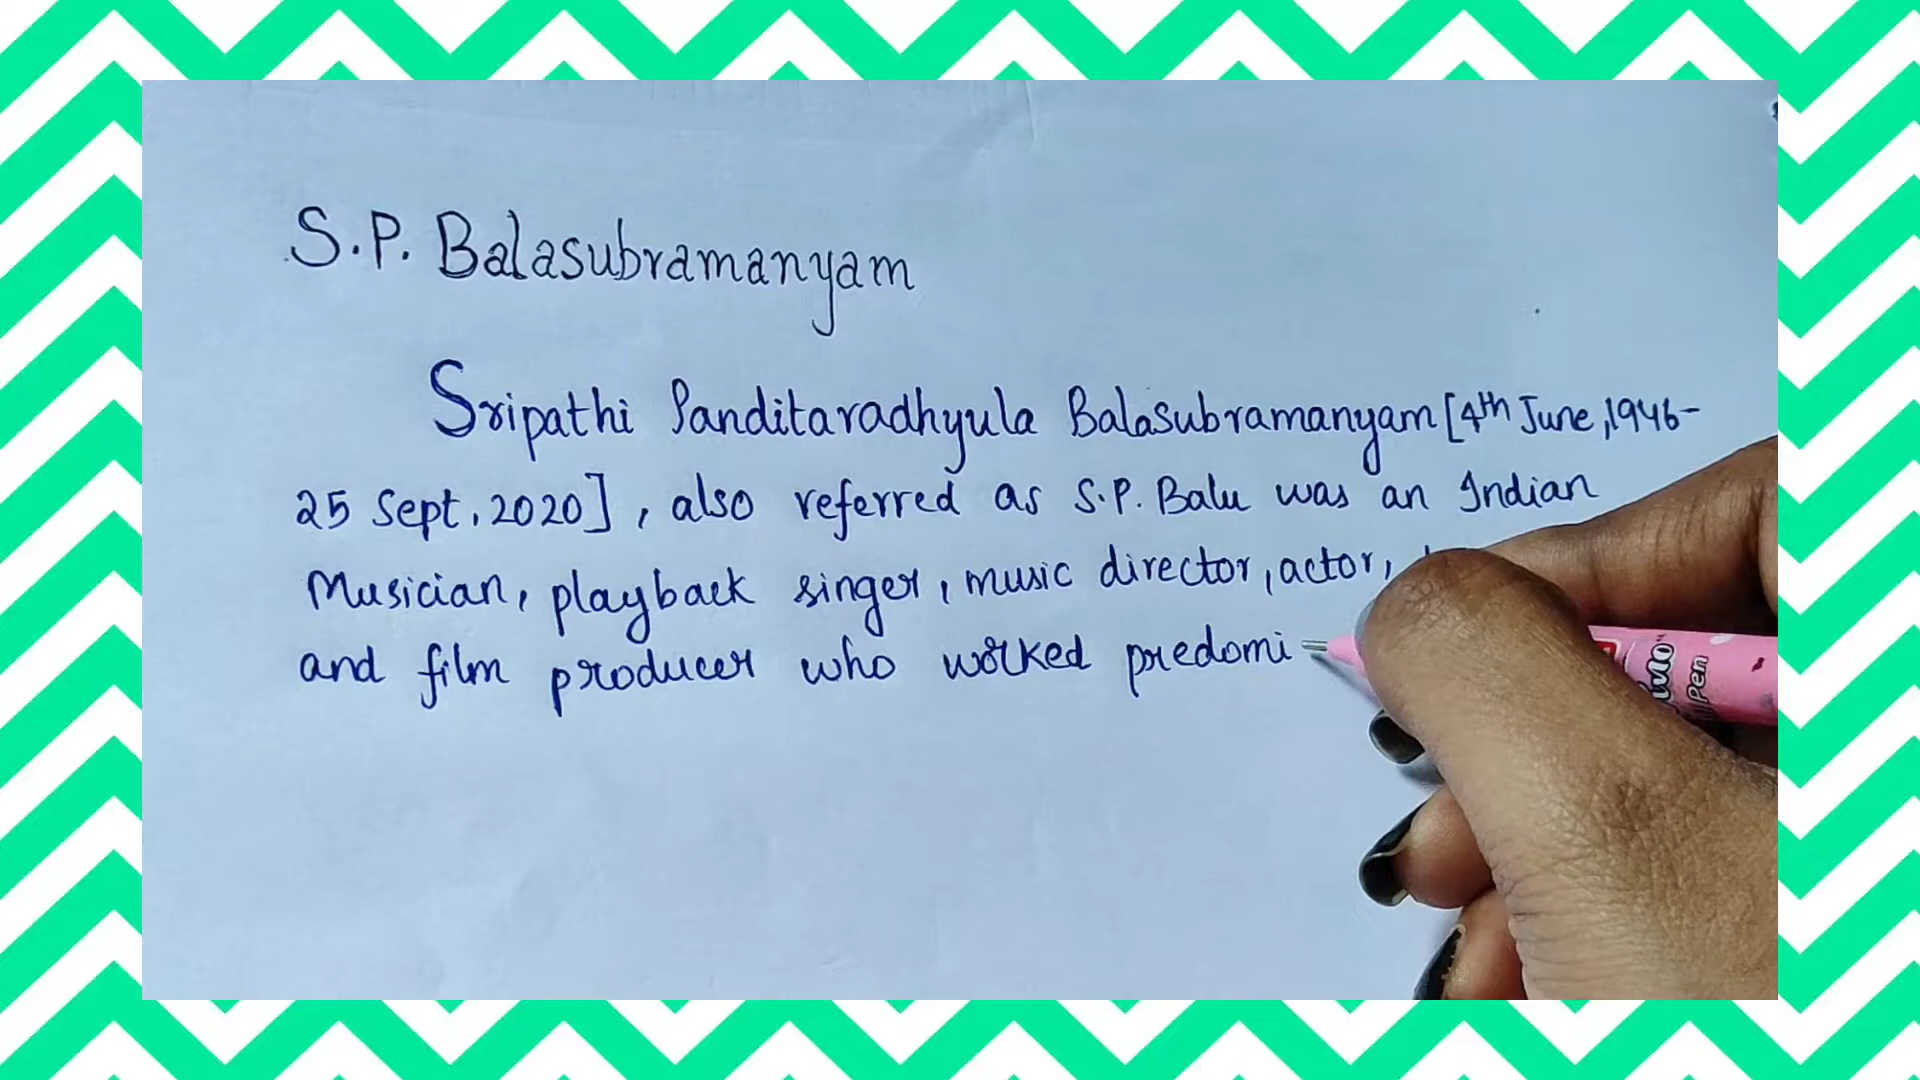 S.P. Balasubramanyam
Sripathi Panditaradhyula Balasubramanyam [4th June, 1946-
25 Sept, 2020], also referred as S.P. Balu was an Indian
Musician, playback singer, music director, actor,
and film producer who worked predomi
Pen